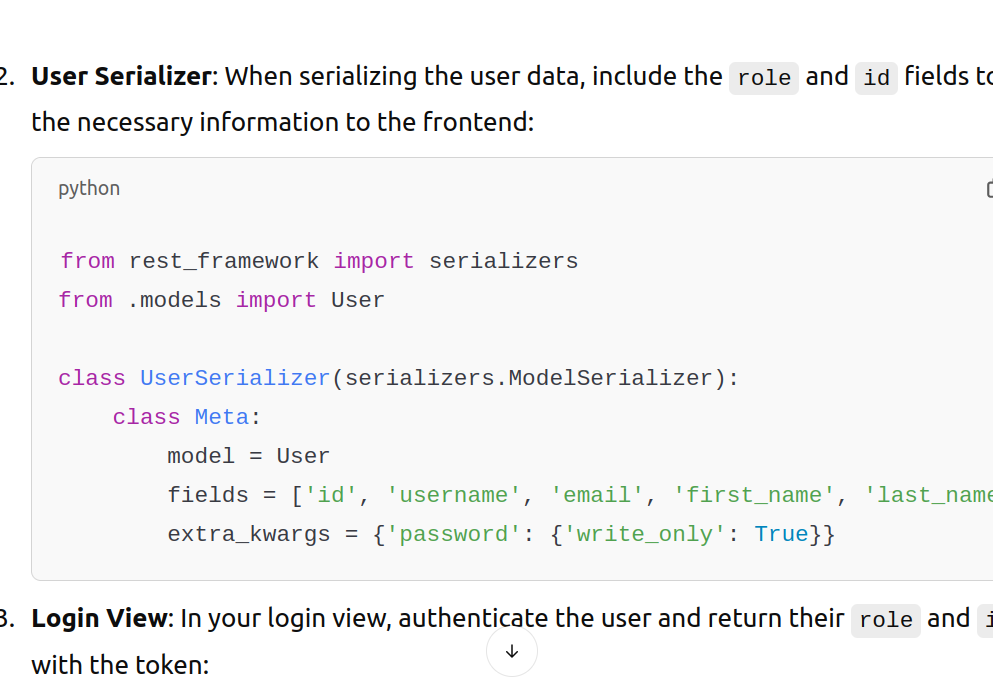 2. User Serializer: When serializing the user data, include the role and id fields to
the necessary information to the frontend:
python
from rest_framework import serializers
from .models import User
class UserSerializer(serializers.ModelSerializer):
class Meta:
model = User
fields = ['id', 'username', 'email', 'first_name', 'last_name
extra_kwargs = {'password': {'write_only': True}}
3. Login View: In your login view, authenticate the user and return their role and i
with the token: